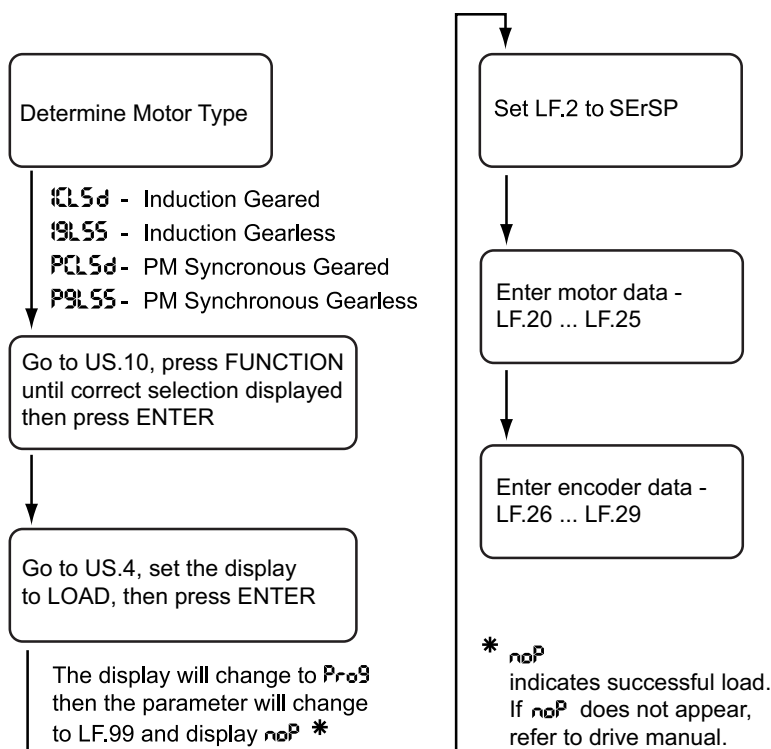 Determine Motor Type
ICLSd - Induction Geared
I9LSS - Induction Gearless
PCLSd - PM Syncronous Geared
P9LSS - PM Synchronous Gearless
Go to US.10, press FUNCTION
until correct selection displayed
then press ENTER
Go to US.4, set the display
to LOAD, then press ENTER
The display will change to Pro9
then the parameter will change
to LF.99 and display noP *
Set LF.2 to SErSP
Enter motor data -
LF.20 ... LF.25
Enter encoder data -
LF.26 ... LF.29
* noP
indicates successful load.
If noP does not appear,
refer to drive manual.